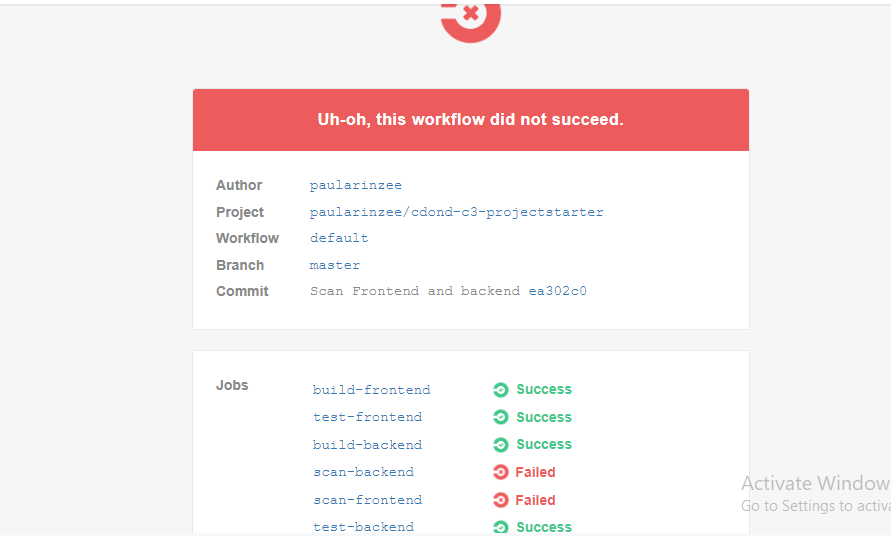 Uh-oh, this workflow did not succeed.
Author paularinzee
Project paularinzee/cdond-c3-projectstarter
Workflow default
Branch master
Commit Scan Frontend and backend ea302c0
Jobs
build-frontend Success
test-frontend Success
build-backend Success
scan-backend Failed
scan-frontend Failed
test-backend Success
Activate Window
Go to Settings to activa